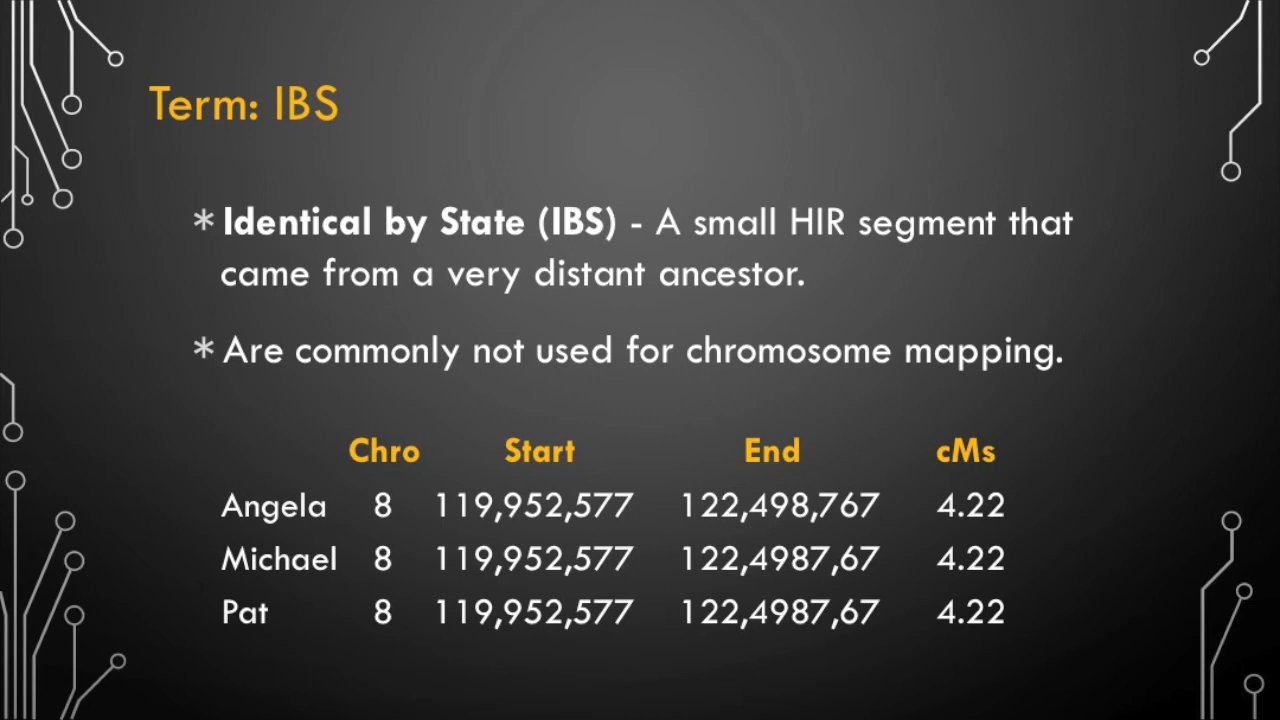 Term: IBS
* Identical by State (IBS) - A small HIR segment that
came from a very distant ancestor.
* Are commonly not used for chromosome mapping.
Chro Start End cMs
Angela 8 119,952,577 122,498,767 4.22
Michael 8 119,952,577 122,4987,67 4.22
Pat 8 119,952,577 122,4987,67 4.22